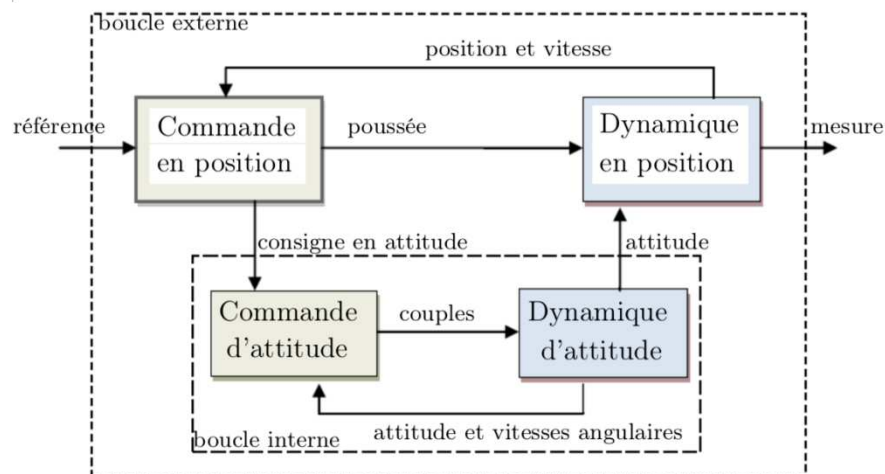 boucle externe
position et vitesse
référence
Commande
en position
poussée
Dynamique
en position
mesure
consigne en attitude
attitude
Commande
d'attitude
couples
Dynamique
d'attitude
boucle interne
attitude et vitesses angulaires